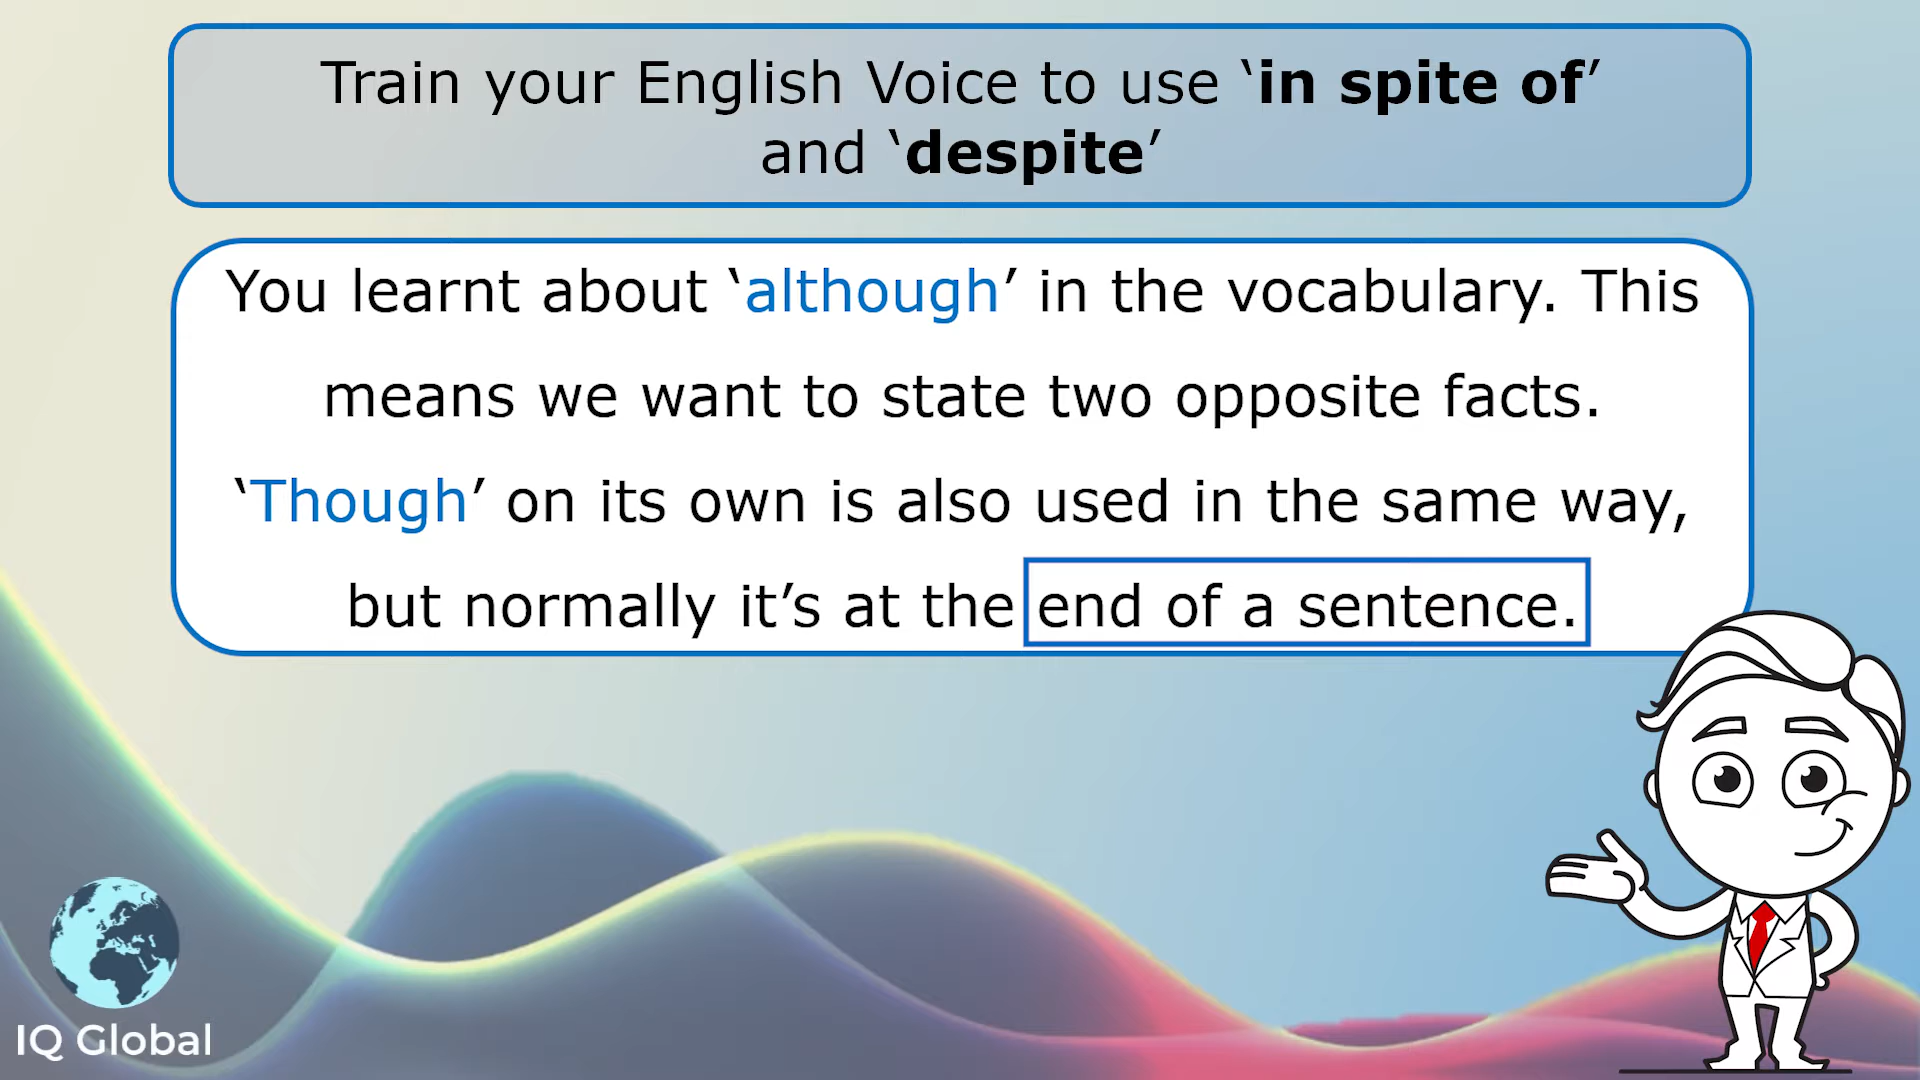 Train your English Voice to use ‘in spite of’
and ‘despite’
You learnt about ‘although’ in the vocabulary. This
means we want to state two opposite facts.
‘Though’ on its own is also used in the same way,
but normally it’s at the end of a sentence.
IQ Global